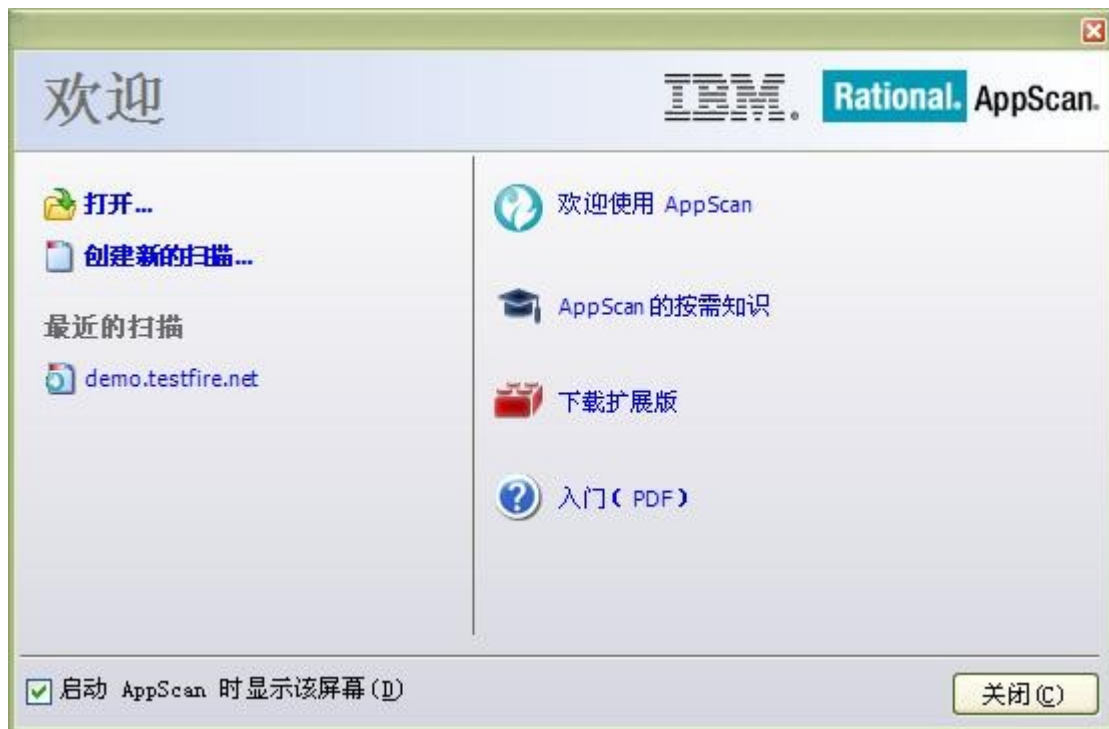 欢迎
IBM. Rational. AppScan.
打开...
创建新的扫描...
最近的扫描
demo.testfire.net
欢迎使用 AppScan
AppScan 的按需知识
下载扩展版
入门( PDF)
启动 AppScan 时显示该屏幕(D)
关闭(C)